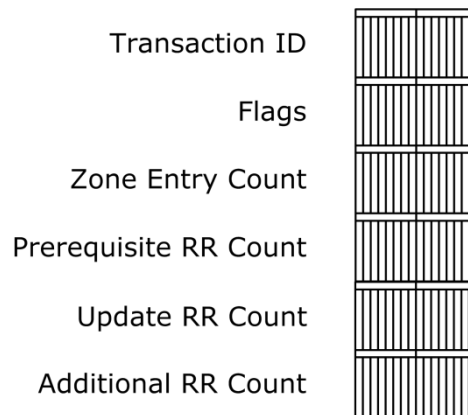 Transaction ID
Flags
Zone Entry Count
Prerequisite RR Count
Update RR Count
Additional RR Count